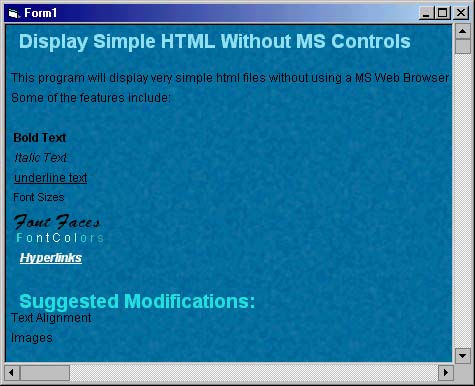 Form1
Display Simple HTML Without MS Controls
This program will display very simple html files without using a MS Web Browser
Some of the features include:
Bold Text
Italic Text
underline text
Font Sizes
Font Faces
FontColors
Hyperlinks
Suggested Modifications:
Text Alignment
Images